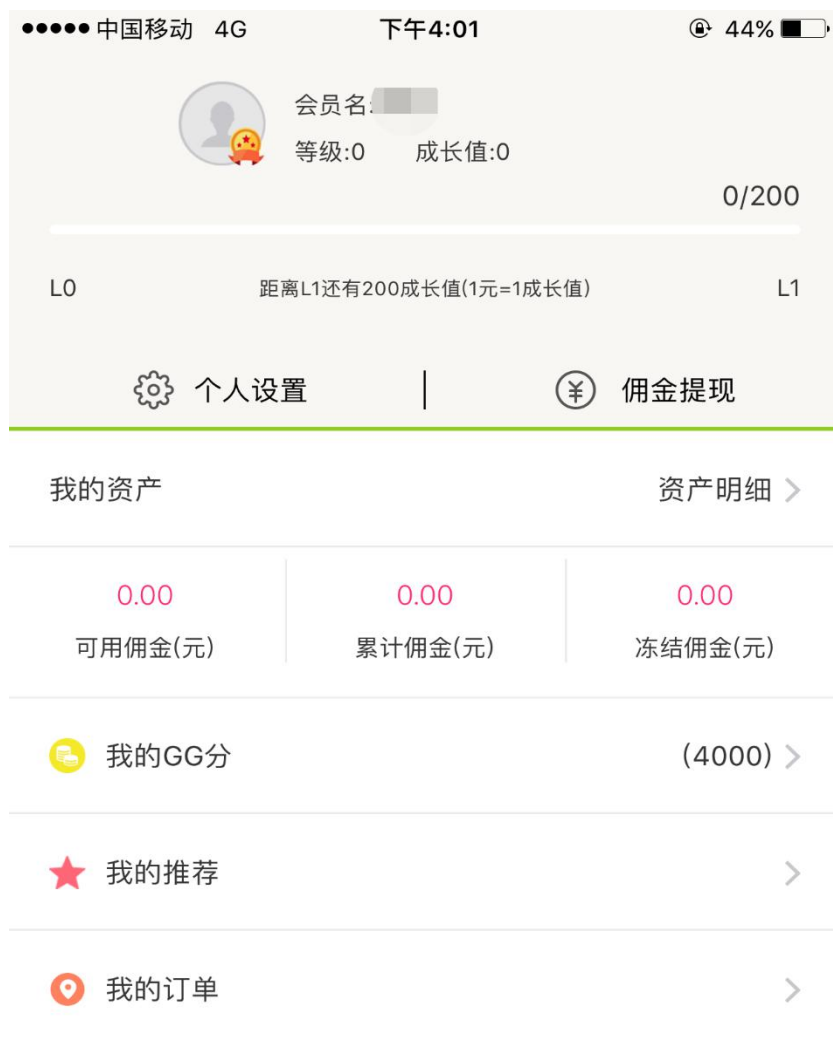 中国移动 4G 下午4:01 44%
会员名:
等级:0 成长值:0
0/200
L0 距离L1还有200成长值(1元=1成长值) L1
个人设置 佣金提现
我的资产 资产明细
0.00 0.00 0.00
可用佣金(元) 累计佣金(元) 冻结佣金(元)
我的GG分 (4000)
我的推荐
我的订单